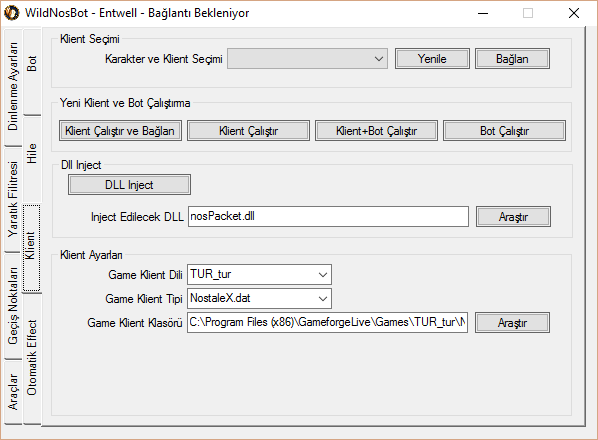 WildNosBot - Entwell - Bağlantı Bekleniyor
Dinlenme Ayarları
Yaratık Filitresi
Geçiş Noktaları
Araçlar
Bot
Hile
Klient
Otomatik Effect
Klient Seçimi
Karakter ve Klient Seçimi
Yenile
Bağlan
Yeni Klient ve Bot Çalıştırma
Klient Çalıştır ve Bağlan
Klient Çalıştır
Klient+Bot Çalıştır
Bot Çalıştır
Dll Inject
DLL Inject
Inject Edilecek DLL
nosPacket.dll
Araştır
Klient Ayarları
Game Klient Dili
TUR_tur
Game Klient Tipi
NostaleX.dat
Game Klient Klasörü
C:\Program Files (x86)\GameforgeLive\Games\TUR_tur\N
Araştır